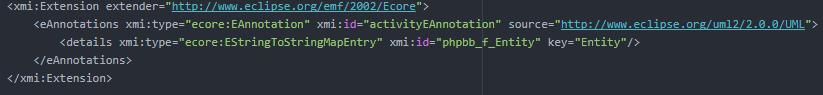 <xmi:Extension extender="http://www.eclipse.org/emf/2002/Ecore">
<eAnnotations xmi:type="ecore:EAnnotation" xmi:id="activityEAnnotation" source="http://www.eclipse.org/uml2/2.0.0/UML">
<details xmi:type="ecore:EStringToStringMapEntry" xmi:id="phpbb_f_Entity" key="Entity"/>
</eAnnotations>
</xmi:Extension>